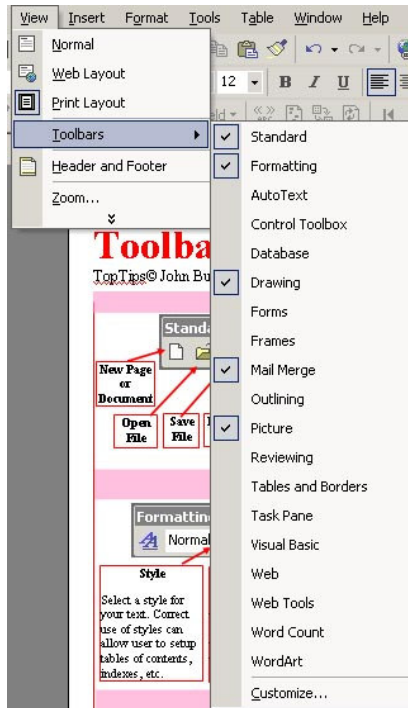 View Insert Format Tools Table Window Help
Normal
Web Layout
Print Layout
Toolbars
Header and Footer
Zoom...
12 B I U
Standard
Formatting
AutoText
Control Toolbox
Database
Drawing
Forms
Frames
Mail Merge
Outlining
Picture
Reviewing
Tables and Borders
Task Pane
Visual Basic
Web
Web Tools
Word Count
WordArt
Customize...
Toolba
TopTips© John Bu
Standa
New Page
or
Document
Open
File
Save
File
Formattin
Normal
Style
Select a style for
your text. Correct
use of styles can
allow user to setup
tables of contents,
indexes, etc.